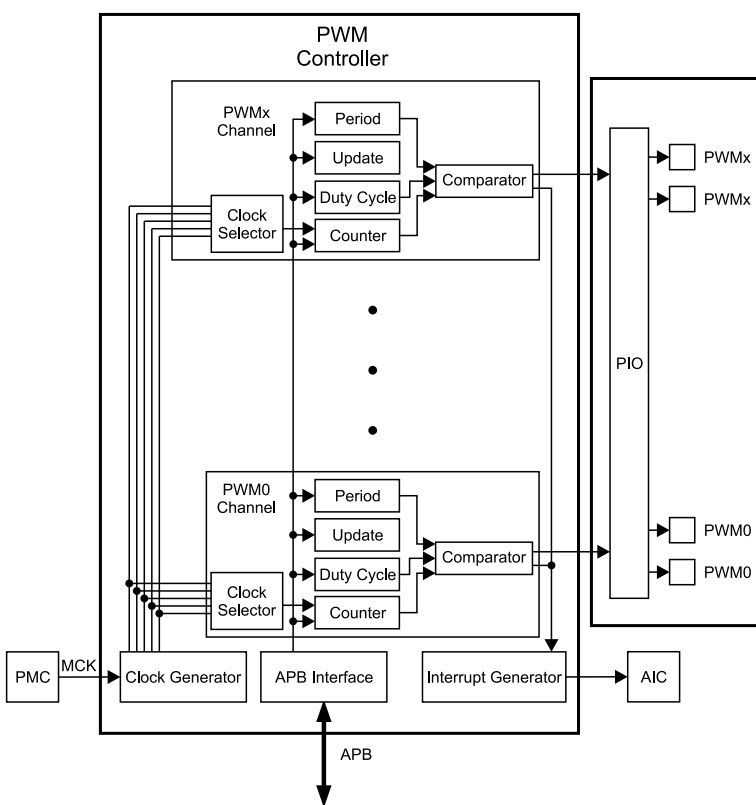 PWM
Controller
PWMx
Channel
Period
Update
Duty Cycle
Counter
Clock
Selector
Comparator
PIO
PWMx
PWMx
PWM0
Channel
Period
Update
Duty Cycle
Counter
Clock
Selector
Comparator
PWM0
PWM0
PMC
MCK
Clock Generator
APB Interface
Interrupt Generator
AIC
APB